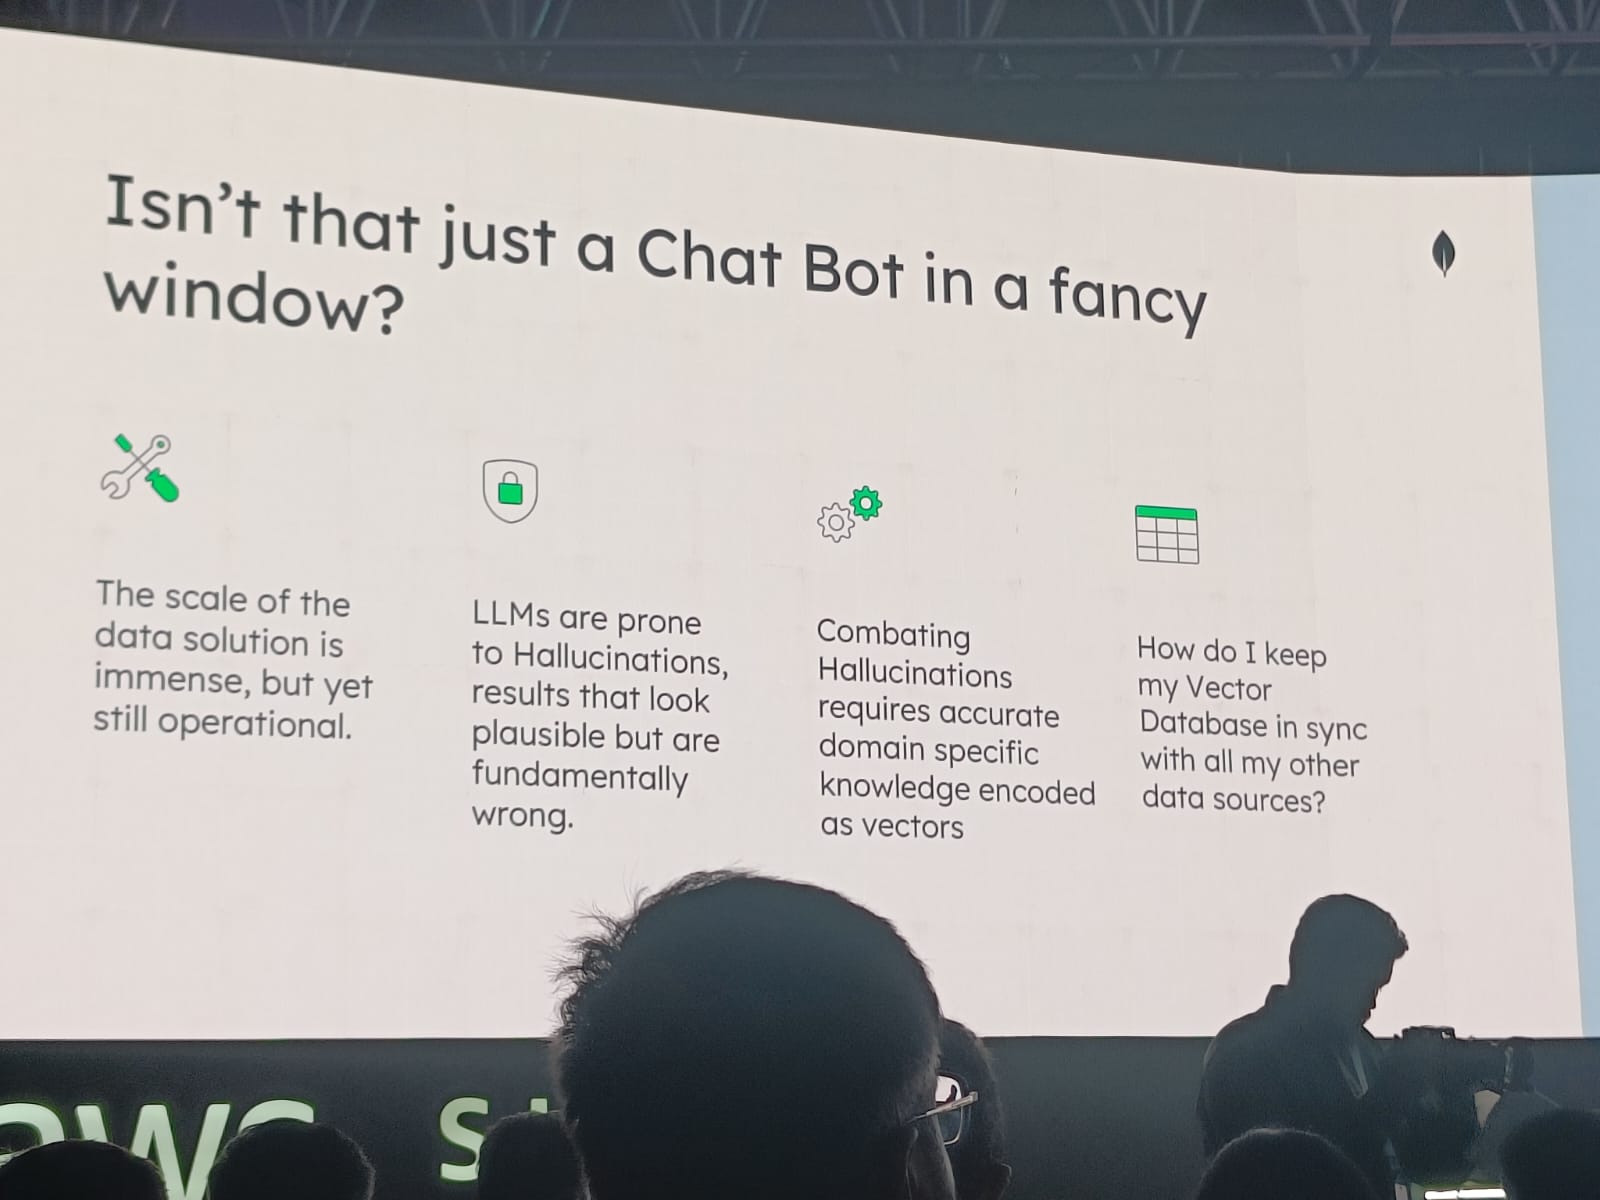 Isn't that just a Chat Bot in a fancy
window?
The scale of the
data solution is
immense, but yet
still operational.
LLMs are prone
to Hallucinations,
results that look
plausible but are
fundamentally
wrong.
Combating
Hallucinations
requires accurate
domain specific
knowledge encoded
as vectors
How do I keep
my Vector
Database in sync
with all my other
data sources?
aws